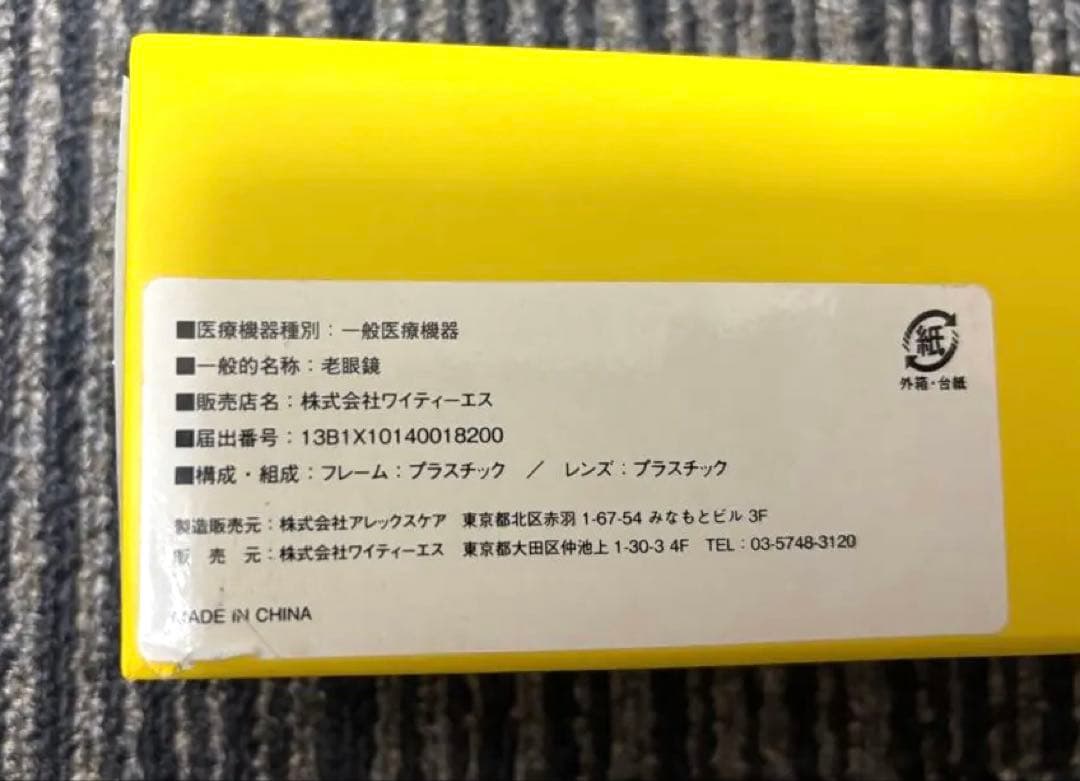 ■医療機器種別：一般医療機器
■一般的名称：老眼鏡
■販売店名：株式会社ワイティーエス
■届出番号：13B1X10140018200
■構成・組成：フレーム：プラスチック ／ レンズ：プラスチック
製造販売元：株式会社アレックスケア 東京都北区赤羽 1-67-54 みなもとビル 3F
販 売 元：株式会社ワイティーエス 東京都大田区仲池上 1-30-3 4F TEL：03-5748-3120
MADE IN CHINA
紙
外箱・台紙